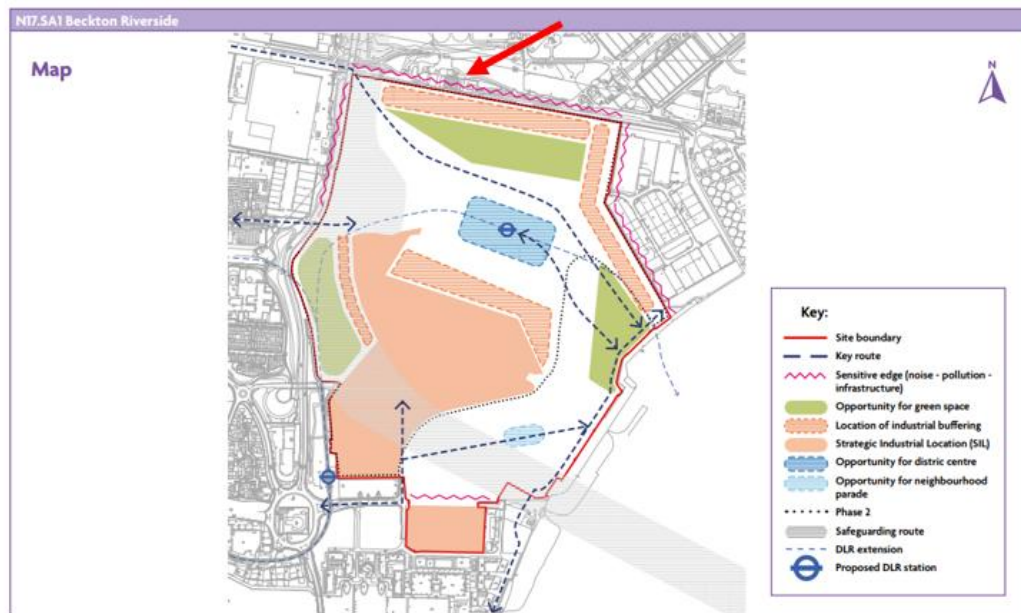 N17.SA1 Beckton Riverside
Map
N
Key:
Site boundary
Key route
Sensitive edge (noise - pollution -
infrastructure)
Opportunity for green space
Location of industrial buffering
Strategic Industrial Location (SIL)
Opportunity for distric centre
Opportunity for neighbourhood
parade
Phase 2
Safeguarding route
DLR extension
Proposed DLR station